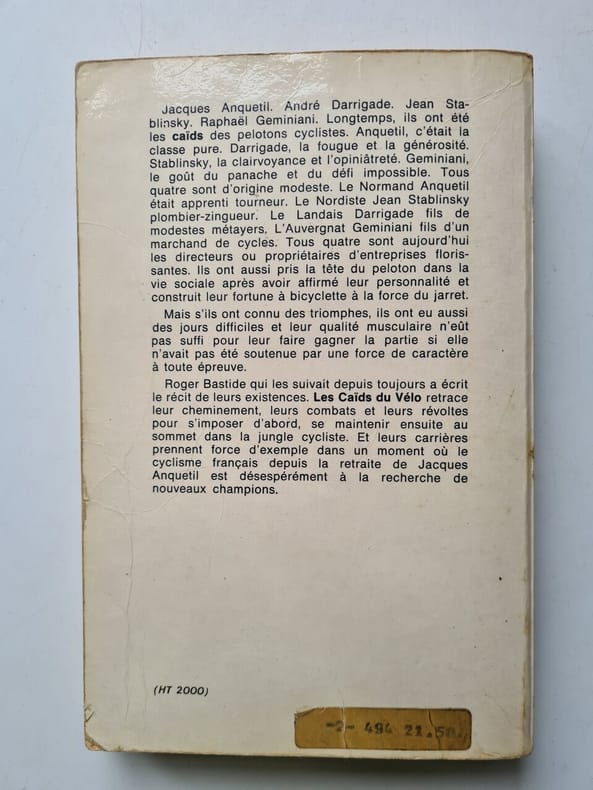 Jacques Anquetil. André Darrigade. Jean Sta-
blinsky. Raphaël Geminiani. Longtemps, ils ont été
les caïds des pelotons cyclistes. Anquetil, c'était la
classe pure. Darrigade, la fougue et la générosité.
Stablinsky, la clairvoyance et l'opiniâtreté. Geminiani,
le goût du panache et du défi impossible. Tous
quatre sont d'origine modeste. Le Normand Anquetil
était apprenti tourneur. Le Nordiste Jean Stablinsky
plombier-zingueur. Le Landais Darrigade fils de
modestes métayers. L'Auvergnat Geminiani fils d'un
marchand de cycles. Tous quatre sont aujourd'hui
les directeurs ou propriétaires d'entreprises floris-
santes. Ils ont aussi pris la tête du peloton dans la
vie sociale après avoir affirmé leur personnalité et
construit leur fortune à bicyclette à la force du jarret.
Mais s'ils ont connu des triomphes, ils ont eu aussi
des jours difficiles et leur qualité musculaire n'eût
pas suffi pour leur faire gagner la partie si elle
n'avait pas été soutenue par une force de caractère
à toute épreuve.
Roger Bastide qui les suivait depuis toujours a écrit
le récit de leurs existences. Les Caïds du Vélo retrace
leur cheminement, leurs combats et leurs révoltes
pour s'imposer d'abord, se maintenir ensuite au
sommet dans la jungle cycliste. Et leurs carrières
prennent force d'exemple dans un moment où le
cyclisme français depuis la retraite de Jacques
Anquetil est désespérément à la recherche de
nouveaux champions.
(HT 2000)
-2- 494 21.50